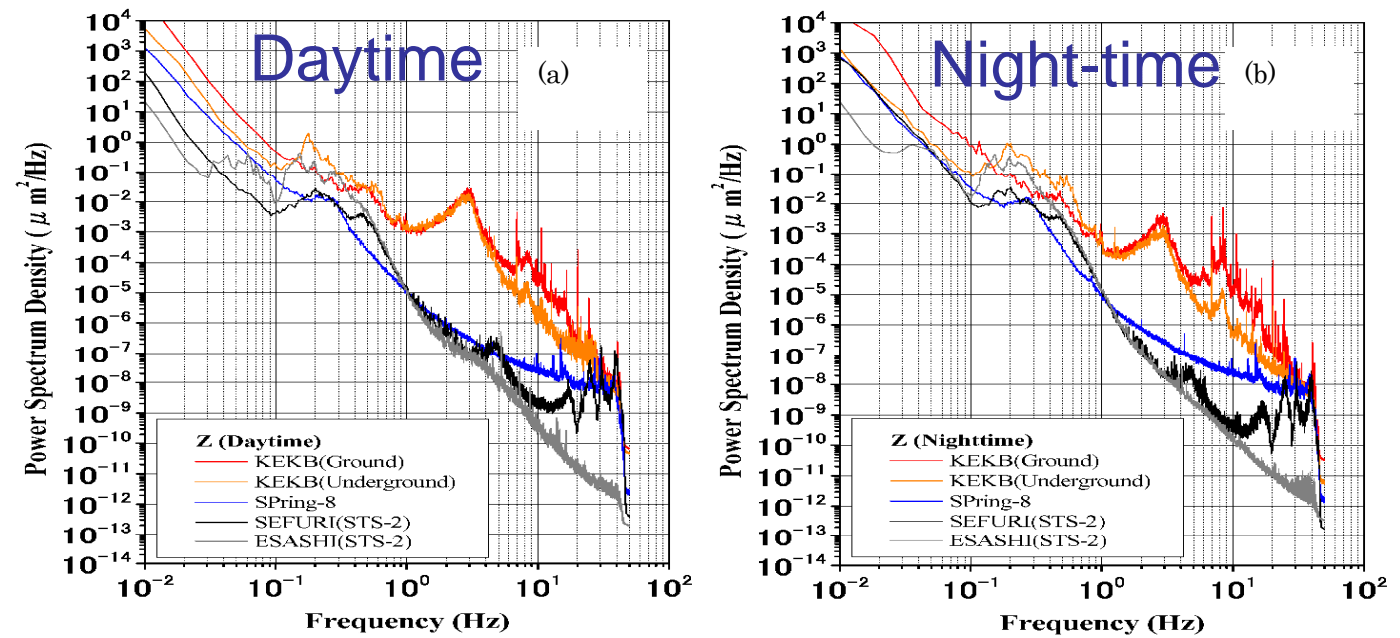 Daytime (a)
Power Spectrum Density (μ m²/Hz)
10⁴
10³
10²
10¹
10⁰
10⁻¹
10⁻²
10⁻³
10⁻⁴
10⁻⁵
10⁻⁶
10⁻⁷
10⁻⁸
10⁻⁹
10⁻¹⁰
10⁻¹¹
10⁻¹²
10⁻¹³
10⁻¹⁴
Z (Daytime)
KEKB(Ground)
KEKB(Underground)
SPring-8
SEFURI(STS-2)
ESASHI(STS-2)
10⁻² 10⁻¹ 10⁰ 10¹ 10²
Frequency (Hz)
Night-time (b)
Power Spectrum Density (μ m²/Hz)
10⁴
10³
10²
10¹
10⁰
10⁻¹
10⁻²
10⁻³
10⁻⁴
10⁻⁵
10⁻⁶
10⁻⁷
10⁻⁸
10⁻⁹
10⁻¹⁰
10⁻¹¹
10⁻¹²
10⁻¹³
10⁻¹⁴
Z (Nighttime)
KEKB(Ground)
KEKB(Underground)
SPring-8
SEFURI(STS-2)
ESASHI(STS-2)
10⁻² 10⁻¹ 10⁰ 10¹ 10²
Frequency (Hz)